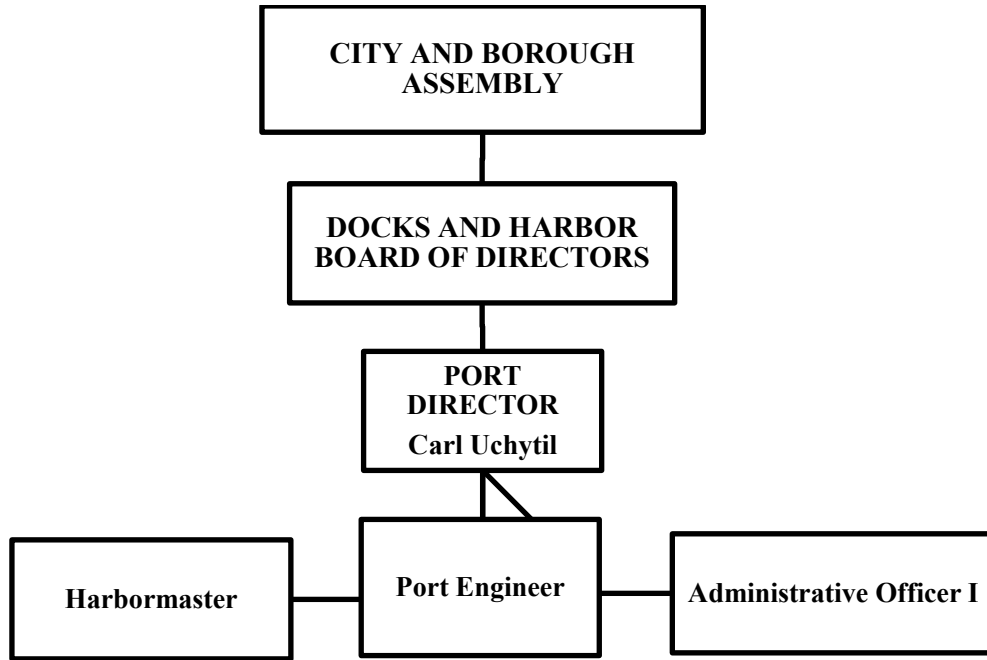 CITY AND BOROUGH
ASSEMBLY
DOCKS AND HARBOR
BOARD OF DIRECTORS
PORT
DIRECTOR
Carl Uchytil
Harbormaster
Port Engineer
Administrative Officer I